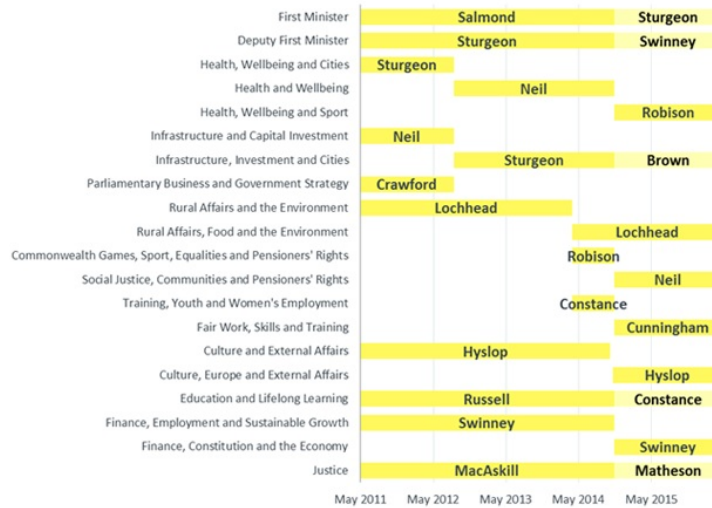 First Minister Salmond Sturgeon
Deputy First Minister Sturgeon Swinney
Health, Wellbeing and Cities Sturgeon
Health and Wellbeing Neil
Health, Wellbeing and Sport Robison
Infrastructure and Capital Investment Neil
Infrastructure, Investment and Cities Sturgeon Brown
Parliamentary Business and Government Strategy Crawford
Rural Affairs and the Environment Lochhead
Rural Affairs, Food and the Environment Lochhead
Commonwealth Games, Sport, Equalities and Pensioners' Rights Robison
Social Justice, Communities and Pensioners' Rights Neil
Training, Youth and Women's Employment Constance
Fair Work, Skills and Training Cunningham
Culture and External Affairs Hyslop
Culture, Europe and External Affairs Hyslop
Education and Lifelong Learning Russell Constance
Finance, Employment and Sustainable Growth Swinney
Finance, Constitution and the Economy Swinney
Justice MacAskill Matheson
May 2011 May 2012 May 2013 May 2014 May 2015